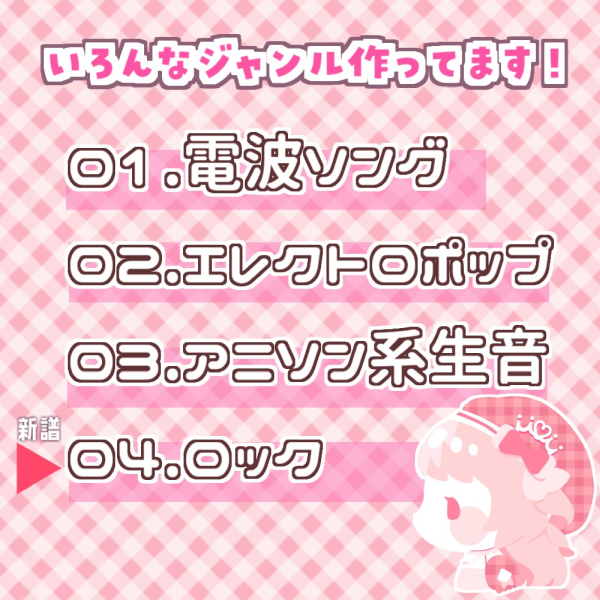 いろんなジャンル作ってます！
01.電波ソング
02.エレクトロポップ
03.アニソン系生音
新譜
04.ロック